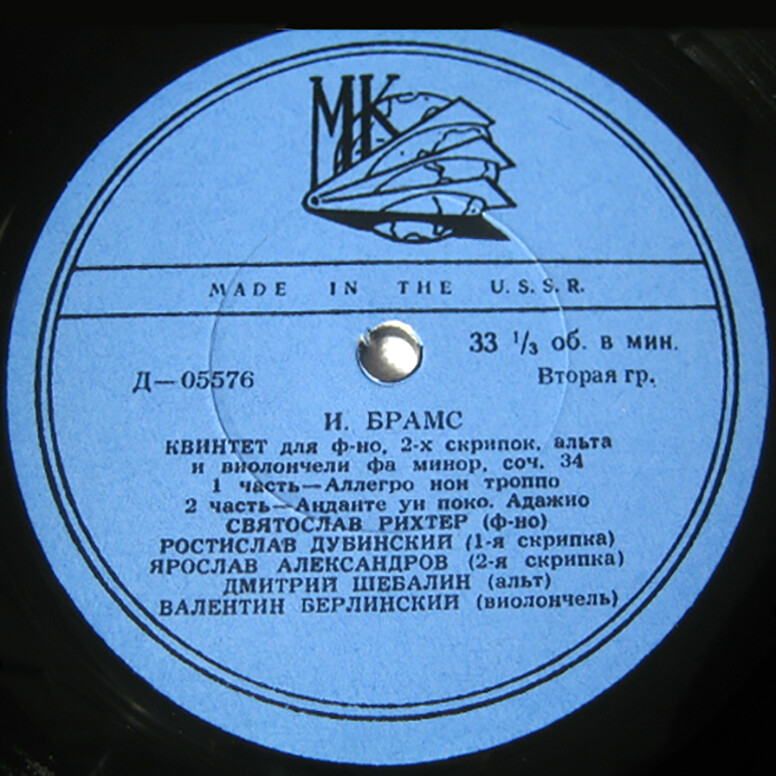 МК
MADE IN THE U.S.S.R.
33 1/3 об. в мин.
Д—05576
Вторая гр.
И. БРАМС
КВИНТЕТ для ф-но, 2-х скрипок, альта
и виолончели фа минор, соч. 34
1 часть—Аллегро нон троппо
2 часть—Анданте ун поко. Адажио
СВЯТОСЛАВ РИХТЕР (ф-но)
РОСТИСЛАВ ДУБИНСКИЙ (1-я скрипка)
ЯРОСЛАВ АЛЕКСАНДРОВ (2-я скрипка)
ДМИТРИЙ ШЕБАЛИН (альт)
ВАЛЕНТИН БЕРЛИНСКИЙ (виолончель)